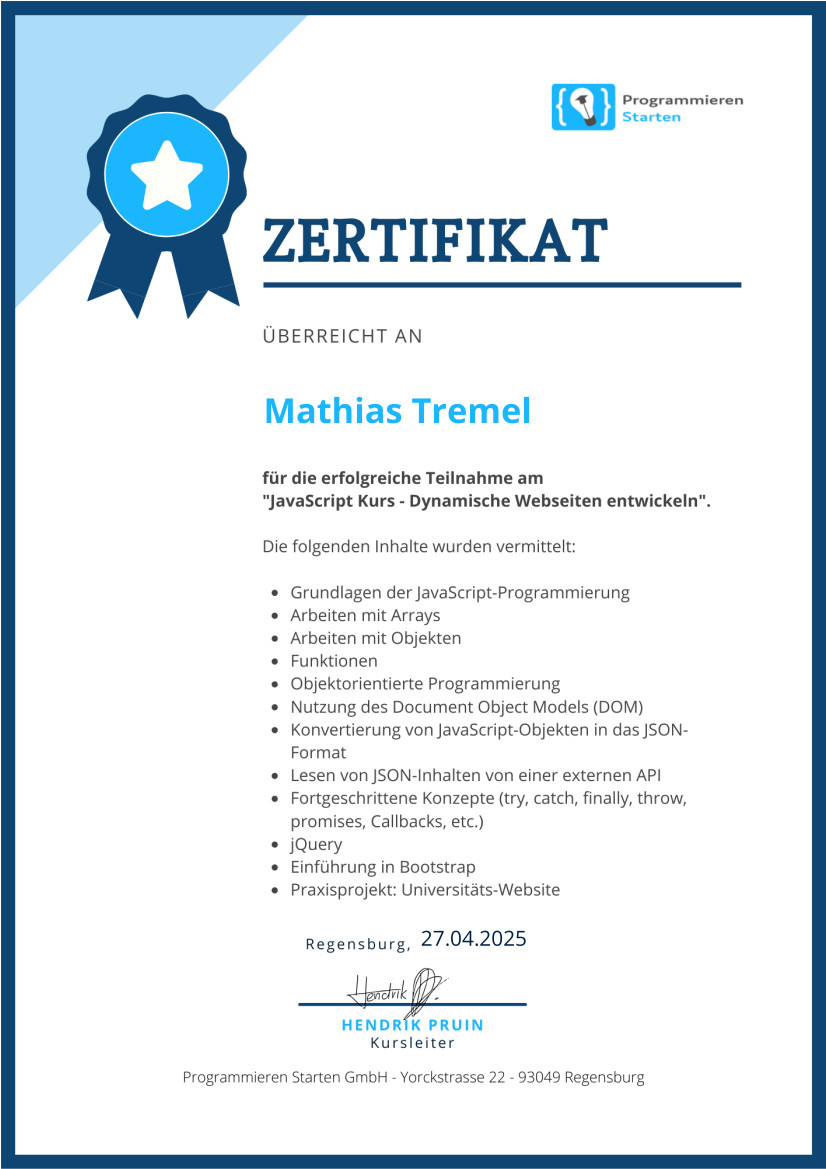 Programmieren
Starten
ZERTIFIKAT
ÜBERREICHT AN
Mathias Tremel
für die erfolgreiche Teilnahme am
"JavaScript Kurs - Dynamische Webseiten entwickeln".
Die folgenden Inhalte wurden vermittelt:
• Grundlagen der JavaScript-Programmierung
• Arbeiten mit Arrays
• Arbeiten mit Objekten
• Funktionen
• Objektorientierte Programmierung
• Nutzung des Document Object Models (DOM)
• Konvertierung von JavaScript-Objekten in das JSON-
Format
• Lesen von JSON-Inhalten von einer externen API
• Fortgeschrittene Konzepte (try, catch, finally, throw,
promises, Callbacks, etc.)
• jQuery
• Einführung in Bootstrap
• Praxisprojekt: Universitäts-Website
Regensburg, 27.04.2025
Hendrik
HENDRIK PRUIN
Kursleiter
Programmieren Starten GmbH - Yorckstrasse 22 - 93049 Regensburg